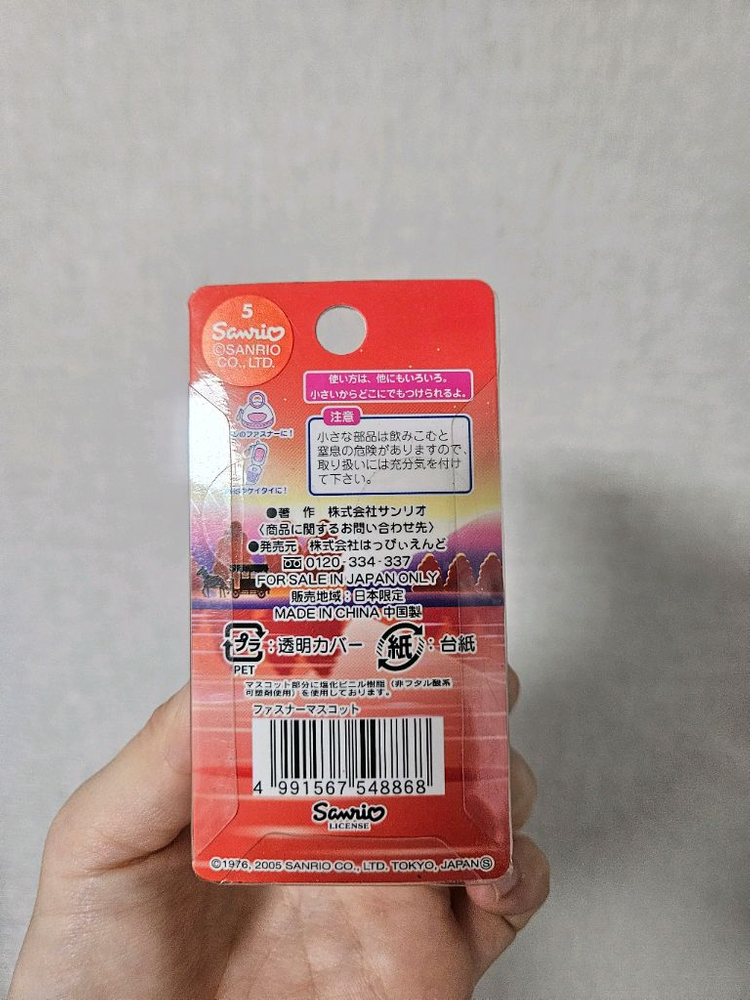 5
Sanrio
©SANRIO
CO.,LTD.
使い方は、他にもいろいろ。
小さいからどこにでもつけられるよ。
のファスナーに!
ケイタイに!
注意
小さな部品は飲みこむと
窒息の危険がありますので、
取り扱いには充分気を付け
て下さい。
●著 作 株式会社サンリオ
〈商品に関するお問い合わせ先〉
●発売元 株式会社はっぴぃえんど
0120-334-337
FOR SALE IN JAPAN ONLY
販売地域:日本限定
MADE IN CHINA 中国製
プラ:透明カバー 紙:台紙
PET
マスコット部分に塩化ビニル樹脂(非フタル酸系
可塑剤使用)を使用しております。
ファスナーマスコット
4 991567 548868
Sanrio
LICENSE
©1976, 2005 SANRIO CO., LTD. TOKYO, JAPAN Ⓢ